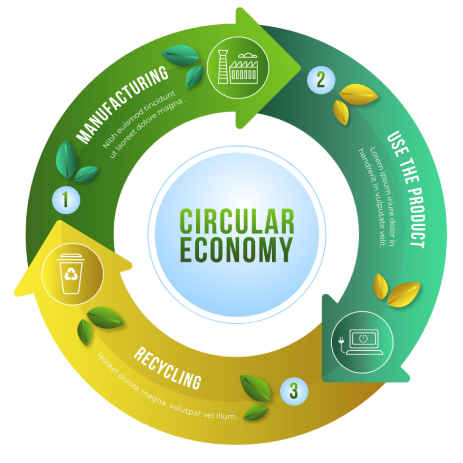 CIRCULAR
ECONOMY
1
MANUFACTURING
Nibh euismod tincidunt
ut laoreet dolore magna.
2
USE THE PRODUCT
Lorem ipsum iriure dolor in
hendrerit in vulputate velit.
3
RECYCLING
laoreet dolore magna volutpat vel illum.